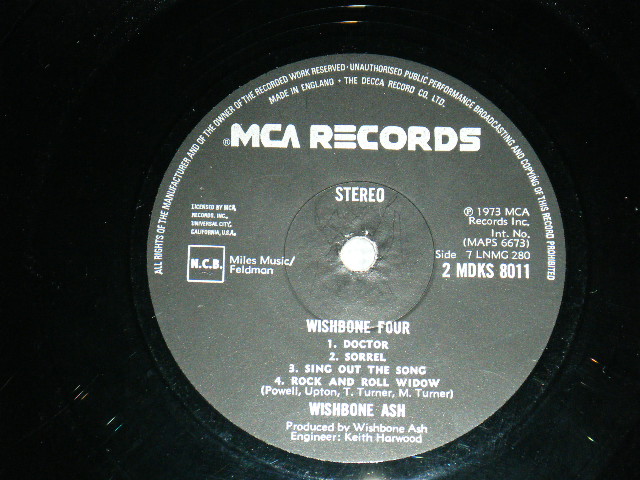 ALL RIGHTS OF THE MANUFACTURER AND OF THE OWNER OF THE RECORDED WORK RESERVED · UNAUTHORISED PUBLIC PERFORMANCE BROADCASTING AND COPYING OF THIS RECORD PROHIBITED
MADE IN ENGLAND · THE DECCA RECORD CO. LTD.
® MCA RECORDS
STEREO
LICENSED BY MCA
RECORDS, INC.,
UNIVERSAL CITY,
CALIFORNIA, U.S.A.
N.C.B.
Miles Music/
Feldman
℗ 1973 MCA
Records Inc.
Int. No.
(MAPS 6673)
Side 7 LNMG 280
2 MDKS 8011
WISHBONE FOUR
1. DOCTOR
2. SORREL
3. SING OUT THE SONG
4. ROCK AND ROLL WIDOW
(Powell, Upton, T. Turner, M. Turner)
WISHBONE ASH
Produced by Wishbone Ash
Engineer: Keith Harwood